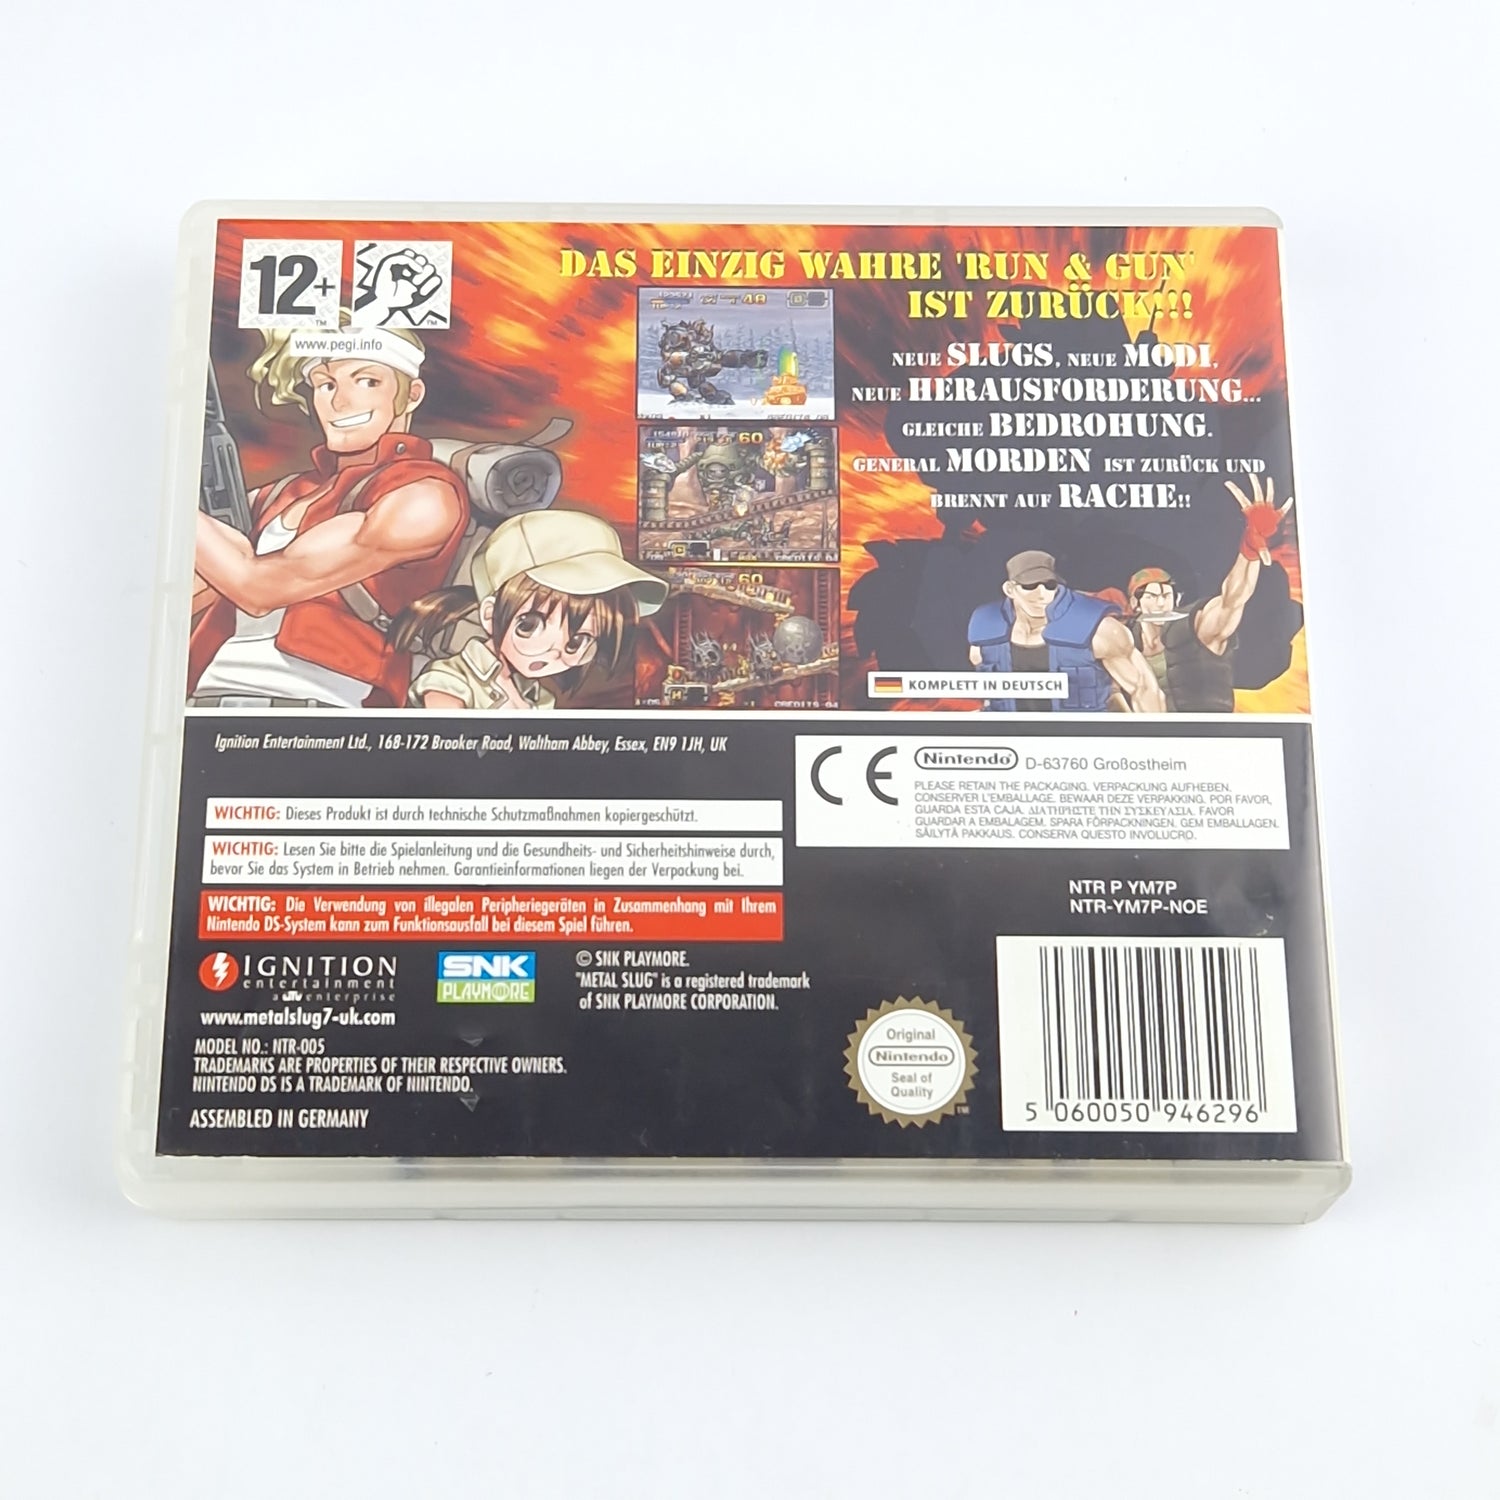 12+
www.pegi.info
DAS EINZIG WAHRE 'RUN & GUN'
IST ZURÜCK!!!
NEUE SLUGS, NEUE MODI,
NEUE HERAUSFORDERUNG...
GLEICHE BEDROHUNG.
GENERAL MORDEN IST ZURÜCK UND
BRENNT AUF RACHE!!
KOMPLETT IN DEUTSCH
Ignition Entertainment Ltd., 168-172 Brooker Road, Waltham Abbey, Essex, EN9 1JH, UK
WICHTIG: Dieses Produkt ist durch technische Schutzmaßnahmen kopiergeschützt.
WICHTIG: Lesen Sie bitte die Spielanleitung und die Gesundheits- und Sicherheitshinweise durch,
bevor Sie das System in Betrieb nehmen. Garantieinformationen liegen der Verpackung bei.
WICHTIG: Die Verwendung von illegalen Peripheriegeräten in Zusammenhang mit Ihrem
Nintendo DS-System kann zum Funktionsausfall bei diesem Spiel führen.
IGNITION
entertainment
a UTV enterprise
www.metalslug7-uk.com
SNK
PLAYMORE
© SNK PLAYMORE.
"METAL SLUG" is a registered trademark
of SNK PLAYMORE CORPORATION.
MODEL NO.: NTR-005
TRADEMARKS ARE PROPERTIES OF THEIR RESPECTIVE OWNERS.
NINTENDO DS IS A TRADEMARK OF NINTENDO.
ASSEMBLED IN GERMANY
CE Nintendo D-63760 Großostheim
PLEASE RETAIN THE PACKAGING. VERPACKUNG AUFHEBEN.
CONSERVER L'EMBALLAGE. BEWAAR DEZE VERPAKKING. POR FAVOR,
GUARDA ESTA CAJA. ΔΙΑΤΗΡΗΣΤΕ ΤΗΝ ΣΥΣΚΕΥΑΣΙΑ. FAVOR
GUARDAR A EMBALAGEM. SPARA FÖRPACKNINGEN. GEM EMBALLAGEN.
SÄILYTÄ PAKKAUS. CONSERVA QUESTO INVOLUCRO.
NTR P YM7P
NTR-YM7P-NOE
Original
Nintendo
Seal of
Quality
5 060050 946296